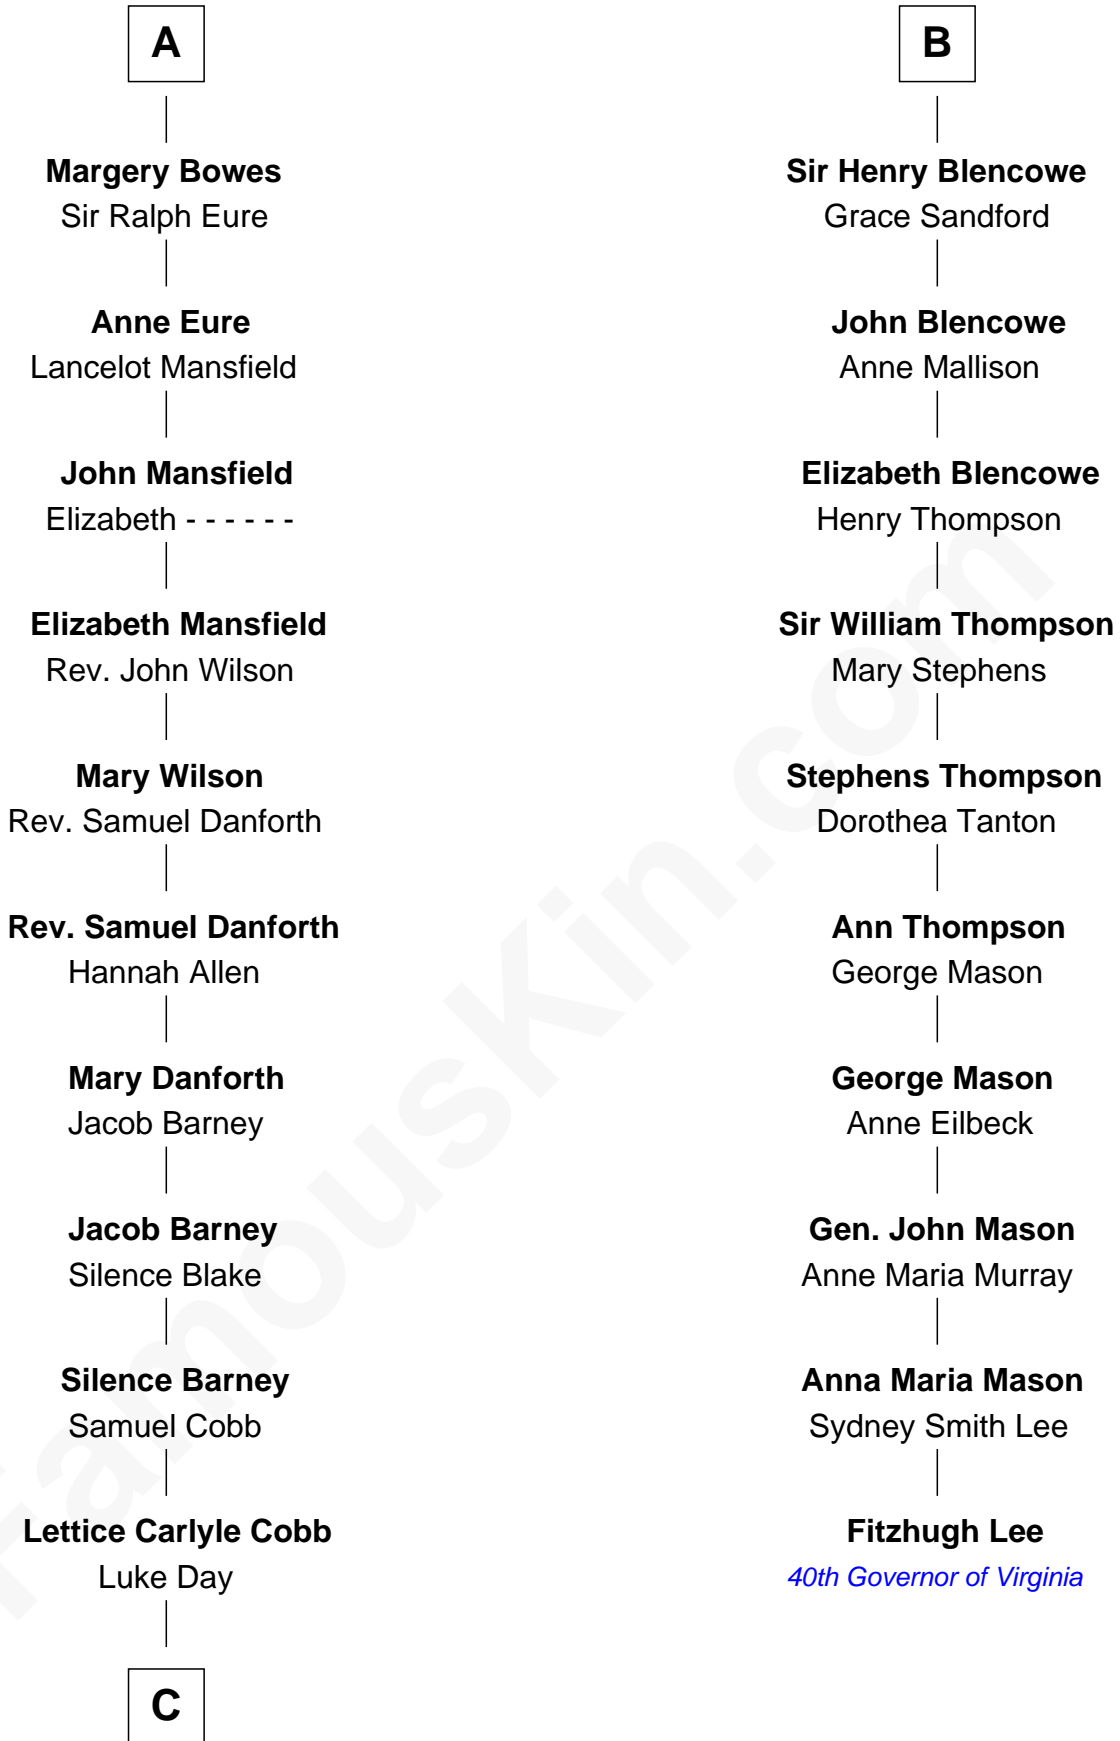 A
Margery Bowes
Sir Ralph Eure
Anne Eure
Lancelot Mansfield
John Mansfield
Elizabeth - - - - - -
Elizabeth Mansfield
Rev. John Wilson
Mary Wilson
Rev. Samuel Danforth
Rev. Samuel Danforth
Hannah Allen
Mary Danforth
Jacob Barney
Jacob Barney
Silence Blake
Silence Barney
Samuel Cobb
Lettice Carlyle Cobb
Luke Day
C
B
Sir Henry Blencowe
Grace Sandford
John Blencowe
Anne Mallison
Elizabeth Blencowe
Henry Thompson
Sir William Thompson
Mary Stephens
Stephens Thompson
Dorothea Tanton
Ann Thompson
George Mason
George Mason
Anne Eilbeck
Gen. John Mason
Anne Maria Murray
Anna Maria Mason
Sydney Smith Lee
Fitzhugh Lee
40th Governor of Virginia
FamousKin.com